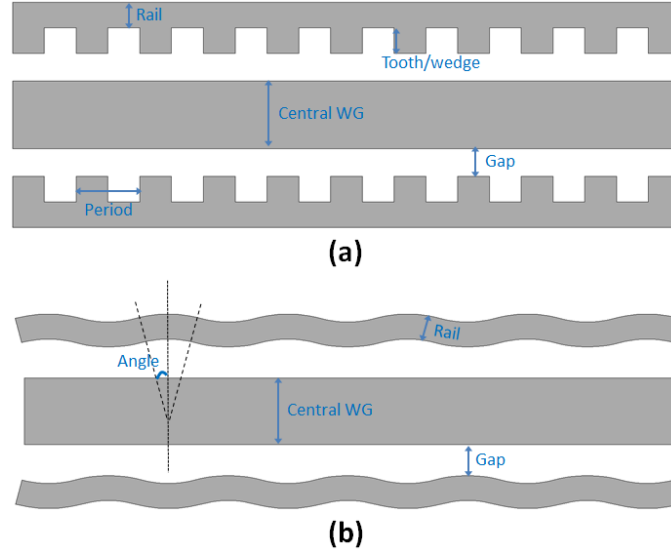 Rail
Tooth/wedge
Central WG
Gap
Period
(a)
Rail
Angle
Central WG
Gap
(b)